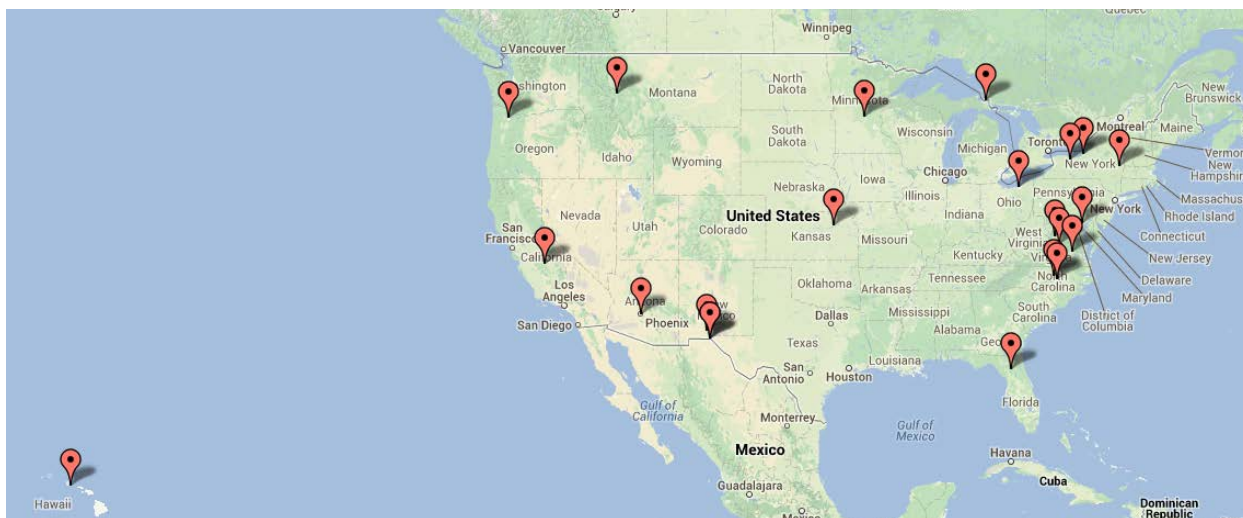 Quebec
Winnipeg
Vancouver
Montana
North
Dakota
Montreal
Maine
New
Brunswick
Oregon
Idaho
Wyoming
South
Dakota
Wisconsin
Michigan
New York
Vermont
New
Hampshire
Massachus
Rhode Island
Connecticut
New Jersey
Delaware
Maryland
District of
Columbia
Nebraska
Iowa
Chicago
Illinois
Indiana
Ohio
Pennsylvania
New York
San
Francisco
Nevada
Utah
Colorado
United States
Kansas
Missouri
West
Virginia
Kentucky
California
Los
Angeles
San Diego
Arizona
Phoenix
Oklahoma
Arkansas
Tennessee
North
Carolina
South
Carolina
Mississippi
Alabama
Dallas
Texas
Louisiana
San
Antonio
Houston
Florida
Gulf of
California
Monterrey
Gulf of
Mexico
Mexico
Havana
Cuba
Guadalajara
Dominican
Republic
Hawaii